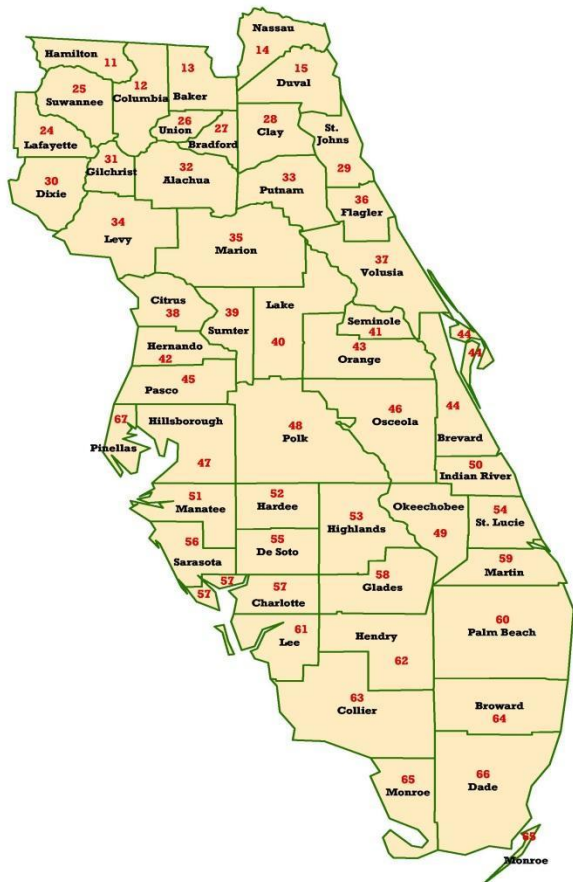 Nassau
14
Hamilton
11
13
15
Duval
25
Suwannee
12
Columbia
Baker
26
Union
27
Bradford
28
Clay
St.
Johns
29
24
Lafayette
31
Gilchrist
32
Alachua
33
Putnam
30
Dixie
36
Flagler
34
Levy
35
Marion
37
Volusia
Citrus
38
39
Sumter
Lake
40
Seminole
41
44
44
Hernando
42
43
Orange
45
Pasco
46
Osceola
44
Brevard
67
Pinellas
Hillsborough
47
48
Polk
50
Indian River
51
Manatee
52
Hardee
53
Highlands
Okeechobee
49
54
St. Lucie
56
Sarasota
55
De Soto
59
Martin
57
57
57
Charlotte
58
Glades
60
Palm Beach
61
Lee
Hendry
62
63
Collier
Broward
64
65
Monroe
66
Dade
65
Monroe